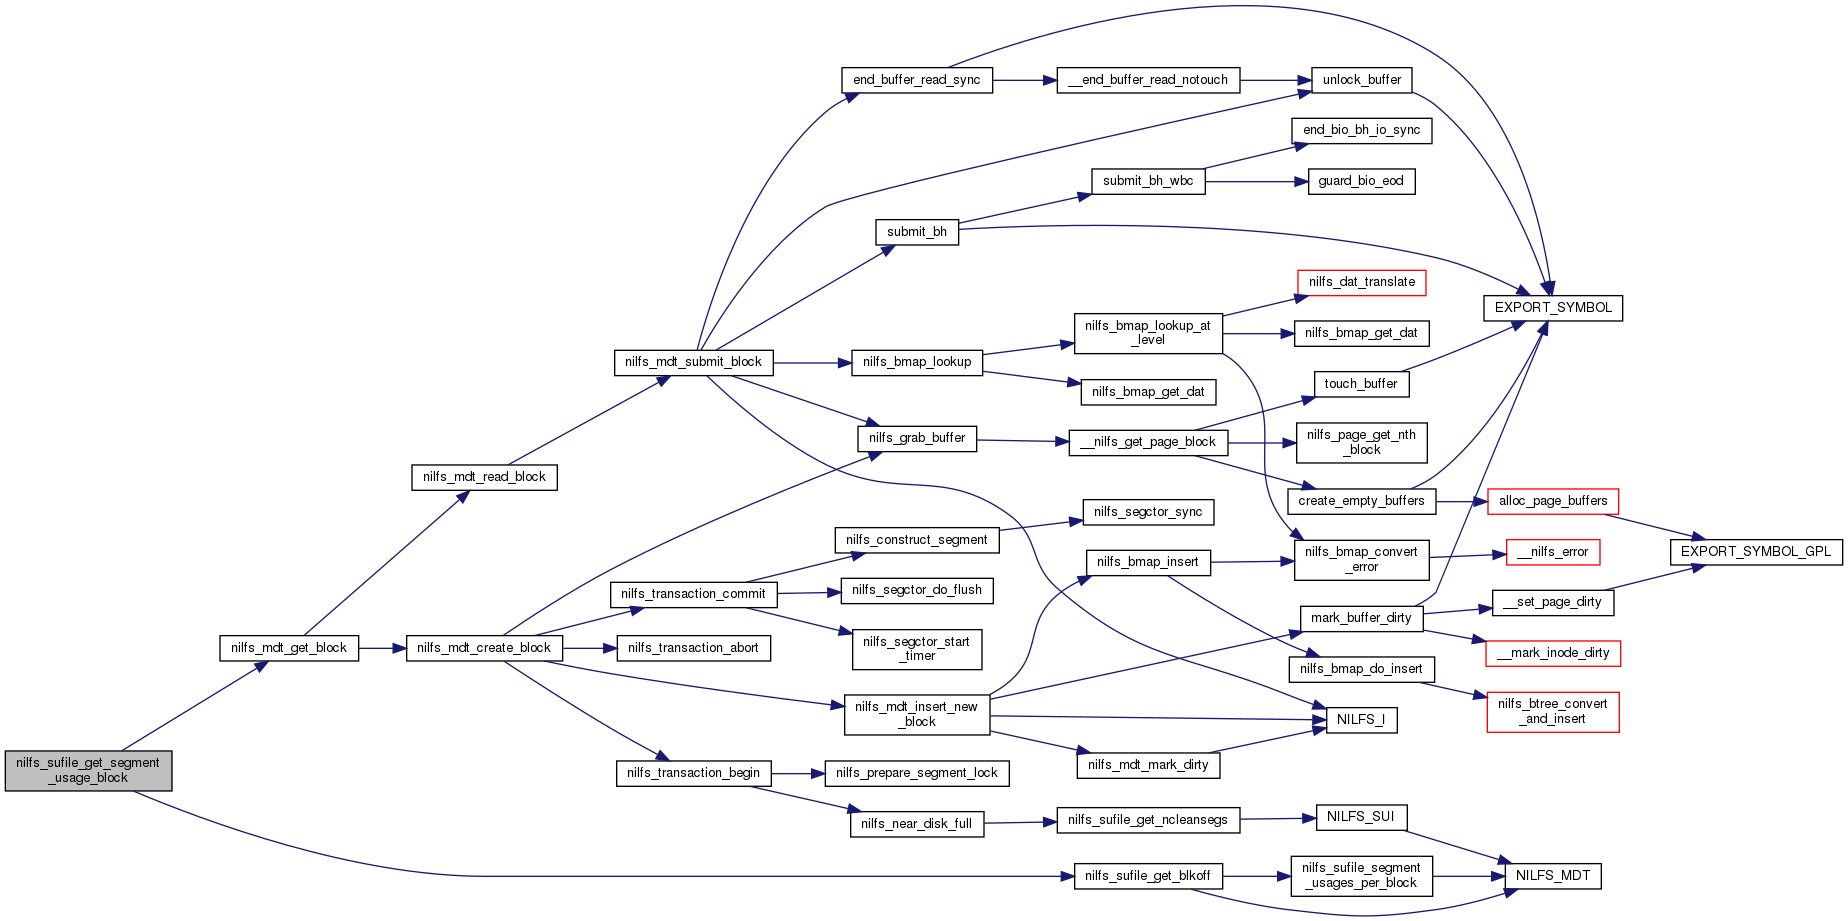 end_buffer_read_sync
__end_buffer_read_notouch
unlock_buffer
end_bio_bh_io_sync
submit_bh_wbc
guard_bio_eod
submit_bh
nilfs_dat_translate
EXPORT_SYMBOL
nilfs_bmap_lookup_at
_level
nilfs_bmap_get_dat
nilfs_mdt_submit_block
nilfs_bmap_lookup
nilfs_bmap_get_dat
touch_buffer
nilfs_grab_buffer
__nilfs_get_page_block
nilfs_page_get_nth
_block
nilfs_mdt_read_block
create_empty_buffers
alloc_page_buffers
nilfs_segctor_sync
nilfs_construct_segment
nilfs_bmap_insert
nilfs_bmap_convert
_error
__nilfs_error
EXPORT_SYMBOL_GPL
nilfs_transaction_commit
nilfs_segctor_do_flush
__set_page_dirty
mark_buffer_dirty
nilfs_mdt_get_block
nilfs_mdt_create_block
nilfs_transaction_abort
nilfs_segctor_start
_timer
__mark_inode_dirty
nilfs_bmap_do_insert
nilfs_mdt_insert_new
_block
NILFS_I
nilfs_btree_convert
_and_insert
nilfs_sufile_get_segment
_usage_block
nilfs_transaction_begin
nilfs_prepare_segment_lock
nilfs_mdt_mark_dirty
nilfs_near_disk_full
nilfs_sufile_get_ncleansegs
NILFS_SUI
nilfs_sufile_get_blkoff
nilfs_sufile_segment
_usages_per_block
NILFS_MDT